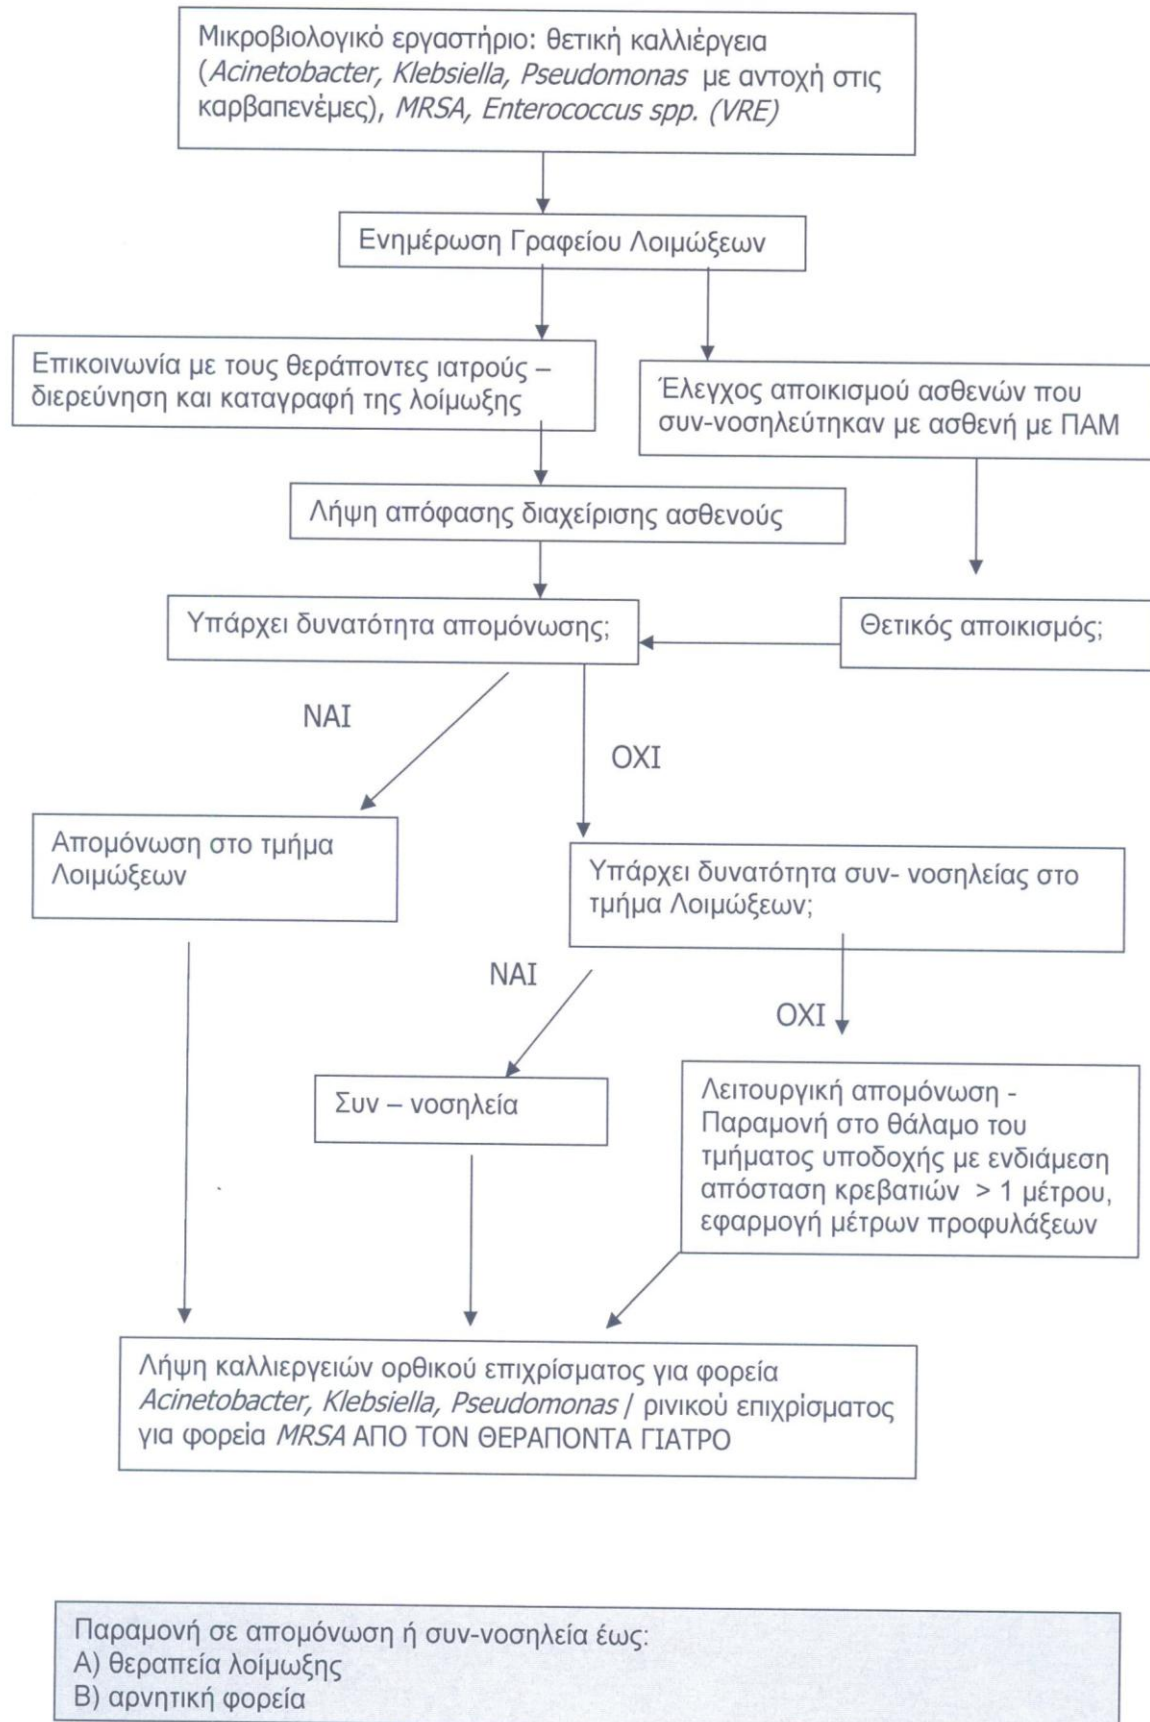 Μικροβιολογικό εργαστήριο: θετική καλλιέργεια
(Acinetobacter, Klebsiella, Pseudomonas με αντοχή στις
καρβαπενέμες), MRSA, Enterococcus spp. (VRE)
Ενημέρωση Γραφείου Λοιμώξεων
Επικοινωνία με τους θεράποντες ιατρούς –
διερεύνηση και καταγραφή της λοίμωξης
Έλεγχος αποικισμού ασθενών που
συν-νοσηλεύτηκαν με ασθενή με ΠΑΜ
Λήψη απόφασης διαχείρισης ασθενούς
Υπάρχει δυνατότητα απομόνωσης;
Θετικός αποικισμός;
ΝΑΙ
ΟΧΙ
Απομόνωση στο τμήμα
Λοιμώξεων
Υπάρχει δυνατότητα συν- νοσηλείας στο
τμήμα Λοιμώξεων;
ΝΑΙ
ΟΧΙ
Συν – νοσηλεία
Λειτουργική απομόνωση -
Παραμονή στο θάλαμο του
τμήματος υποδοχής με ενδιάμεση
απόσταση κρεβατιών > 1 μέτρου,
εφαρμογή μέτρων προφυλάξεων
Λήψη καλλιεργειών ορθικού επιχρίσματος για φορεία
Acinetobacter, Klebsiella, Pseudomonas / ρινικού επιχρίσματος
για φορεία MRSA ΑΠΟ ΤΟΝ ΘΕΡΑΠΟΝΤΑ ΓΙΑΤΡΟ
Παραμονή σε απομόνωση ή συν-νοσηλεία έως:
Α) θεραπεία λοίμωξης
Β) αρνητική φορεία